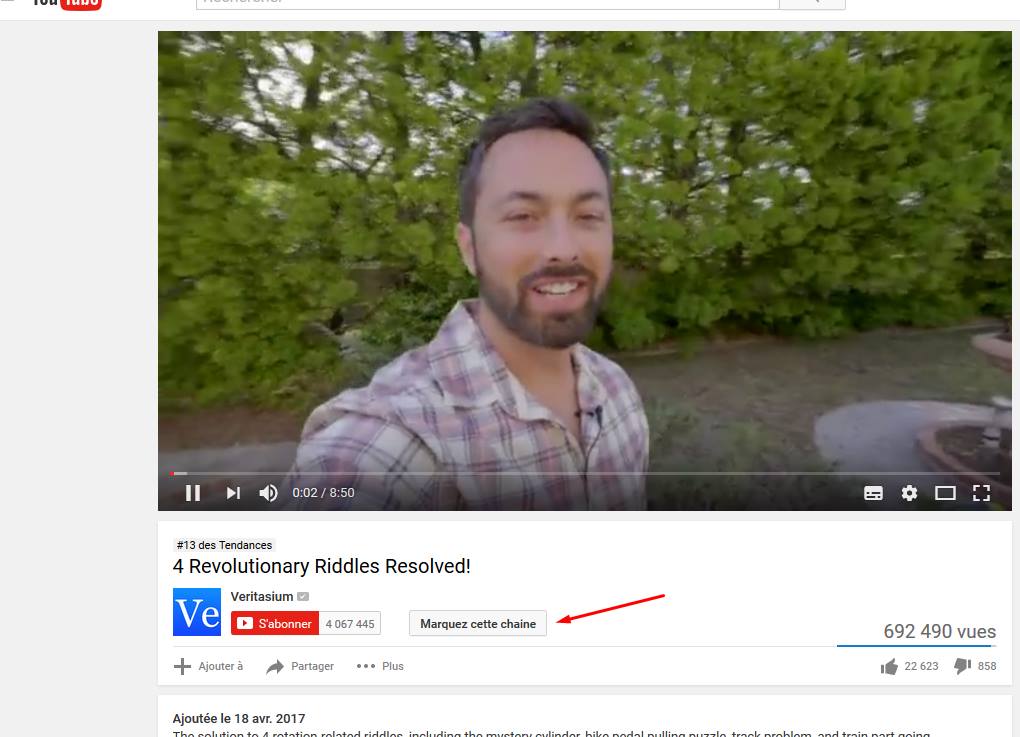 YouTube
Rechercher
0:02 / 8:50
#13 des Tendances
4 Revolutionary Riddles Resolved!
Ve
Veritasium
S'abonner 4 067 445
Marquez cette chaine
692 490 vues
Ajouter à Partager Plus
22 623 858
Ajoutée le 18 avr. 2017
The solution to 4 rotation related riddles, including the mystery cylinder, bike pedal pulling puzzle, track problem, and train part going